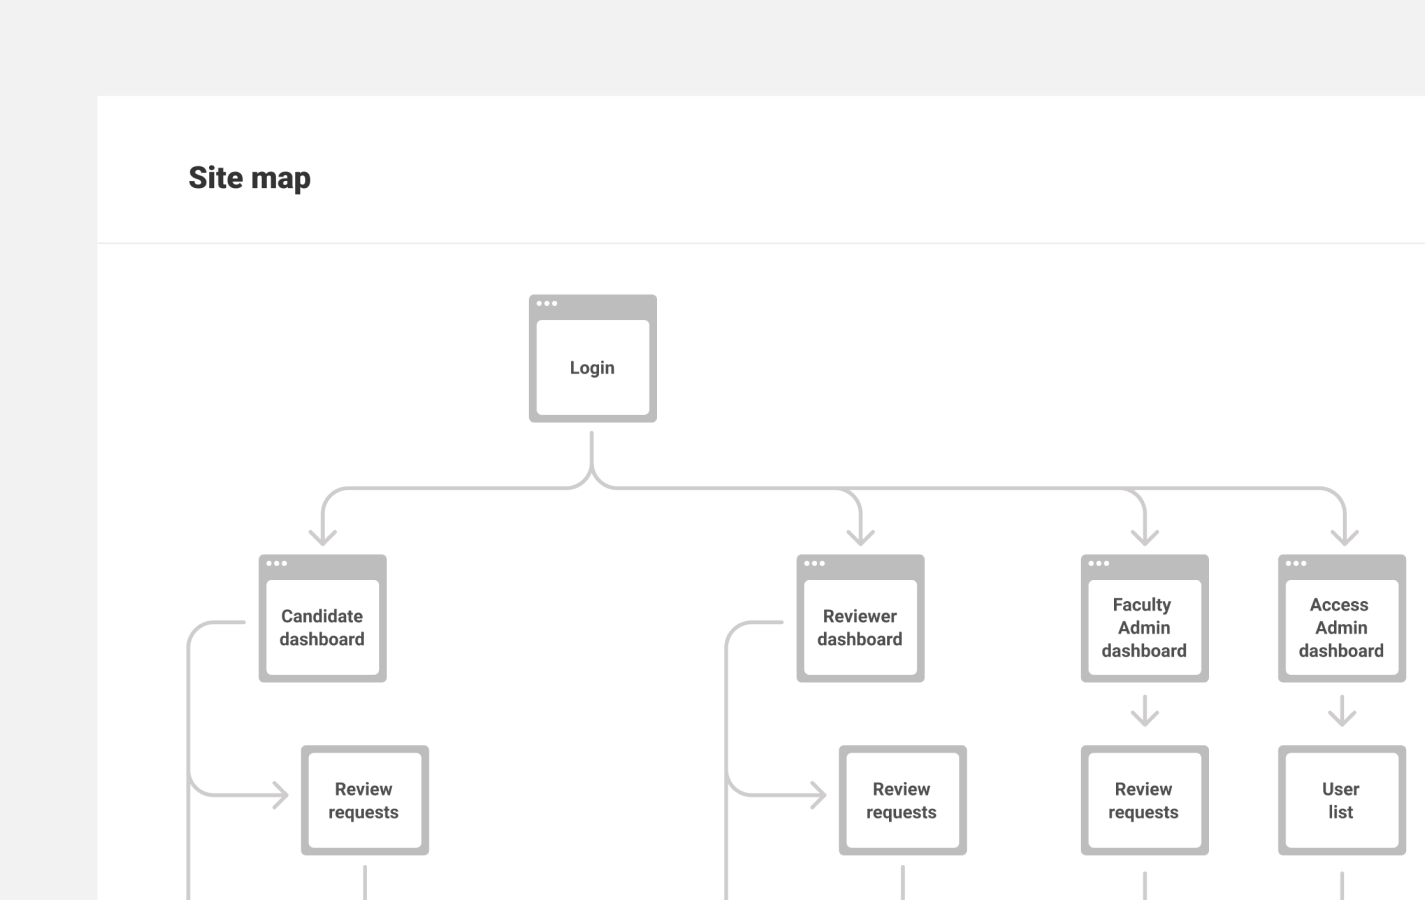 Site map
Login
Candidate
dashboard
Reviewer
dashboard
Faculty
Admin
dashboard
Access
Admin
dashboard
Review
requests
Review
requests
Review
requests
User
list